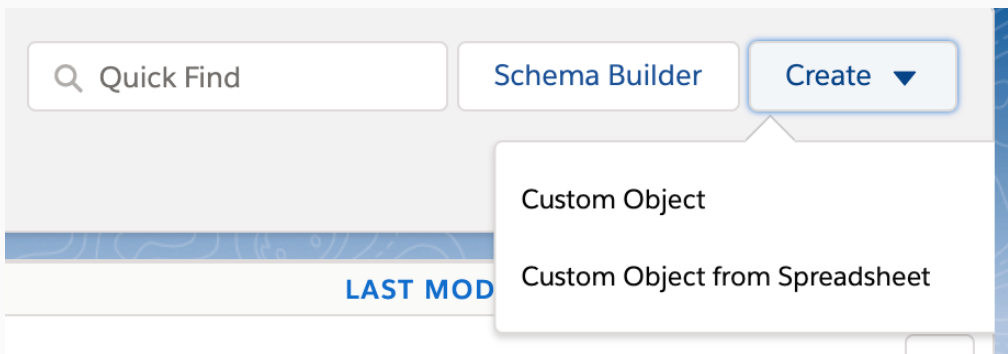 Quick Find
Schema Builder
Create
Custom Object
Custom Object from Spreadsheet
LAST MOD